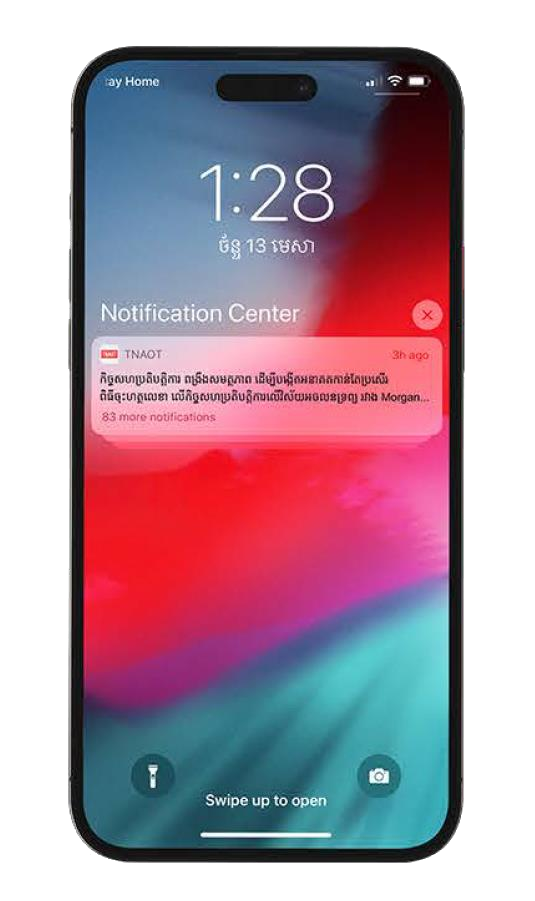 ay Home
1:28
ច័ន្ទ 13 មេសា
Notification Center
TNAOT
3h ago
កិច្ចសហប្រតិបត្តិការ ពង្រឹងសមត្ថភាព ដើម្បីបង្កើតអនាគតកាន់តែប្រសើរ
ពិធីចុះហត្ថលេខា លើកិច្ចសហប្រតិបត្តិការលើវិស័យអចលនទ្រព្យ រវាង Morgan...
83 more notifications
Swipe up to open